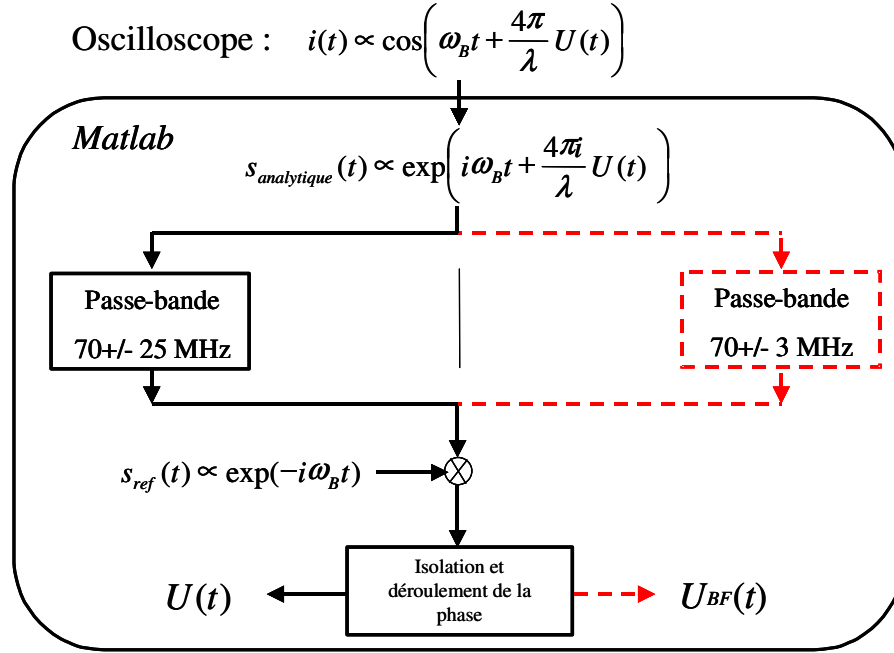 Oscilloscope : i(t) ∝ cos(ω_B t + 4π/λ U(t))
Matlab
s_analytique(t) ∝ exp(iω_B t + 4πi/λ U(t))
Passe-bande
70+/- 25 MHz
Passe-bande
70+/- 3 MHz
s_ref(t) ∝ exp(−iω_B t)
Isolation et
déroulement de la
phase
U(t)
U_BF(t)